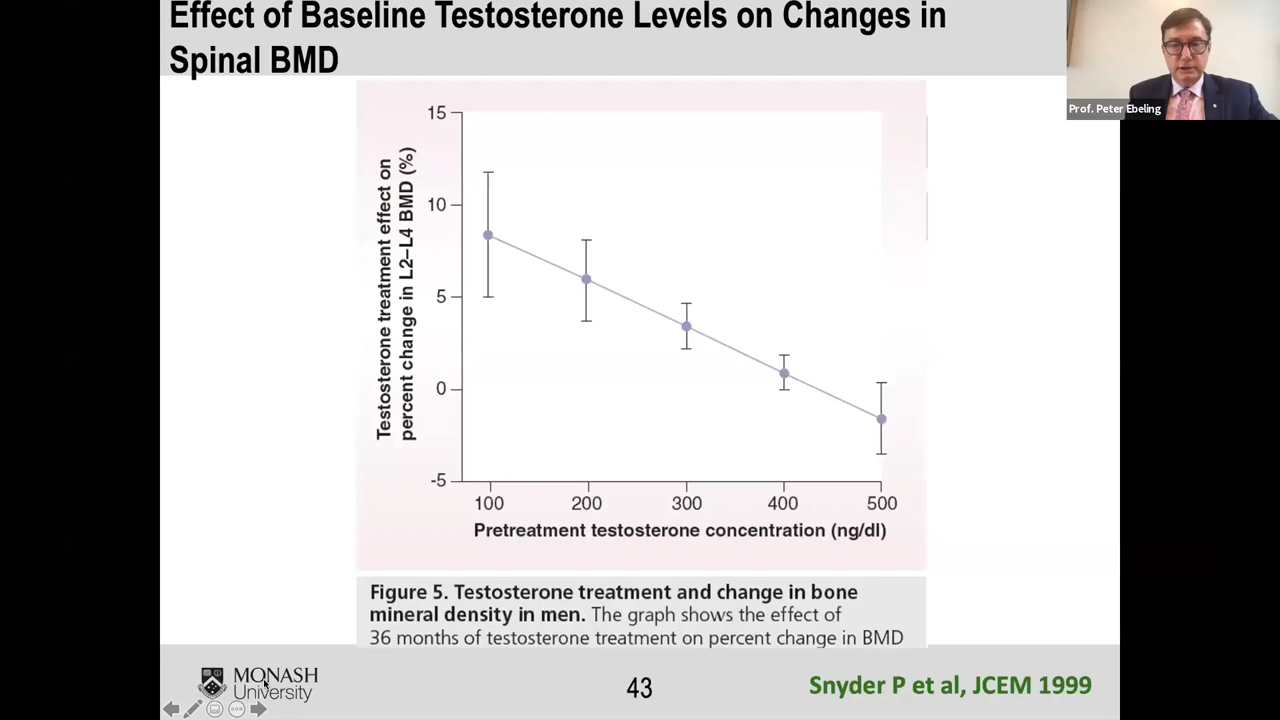 Effect of Baseline Testosterone Levels on Changes in
Spinal BMD
Prof. Peter Ebeling
Testosterone treatment effect on
percent change in L2–L4 BMD (%)
15
10
5
0
-5
100 200 300 400 500
Pretreatment testosterone concentration (ng/dl)
Figure 5. Testosterone treatment and change in bone
mineral density in men. The graph shows the effect of
36 months of testosterone treatment on percent change in BMD
MONASH
University
43
Snyder P et al, JCEM 1999